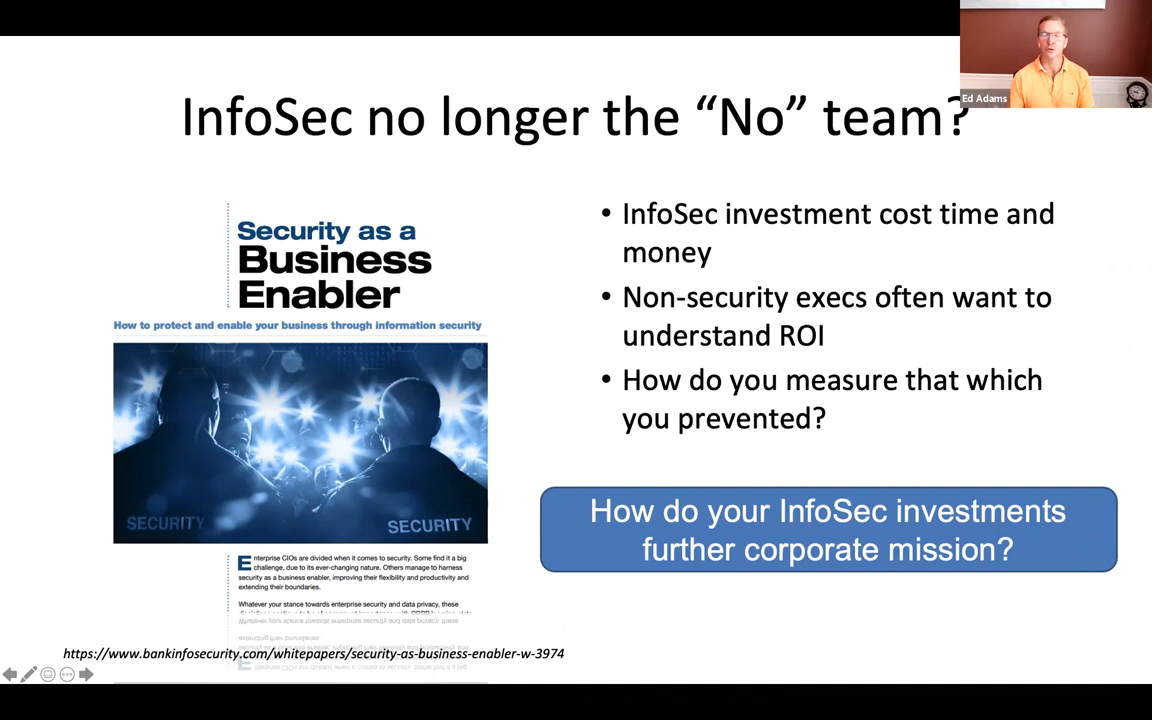 Ed Adams
InfoSec no longer the “No” team?
Security as a
Business
Enabler
How to protect and enable your business through information security
SECURITY
SECURITY
Enterprise CIOs are divided when it comes to security. Some find it a big
challenge, due to its ever-changing nature. Others manage to harness
security as a business enabler, improving their flexibility and productivity and
extending their boundaries.
Whatever your stance towards enterprise security and data privacy, these
• InfoSec investment cost time and
money
• Non-security execs often want to
understand ROI
• How do you measure that which
you prevented?
How do your InfoSec investments
further corporate mission?
https://www.bankinfosecurity.com/whitepapers/security-as-business-enabler-w-3974